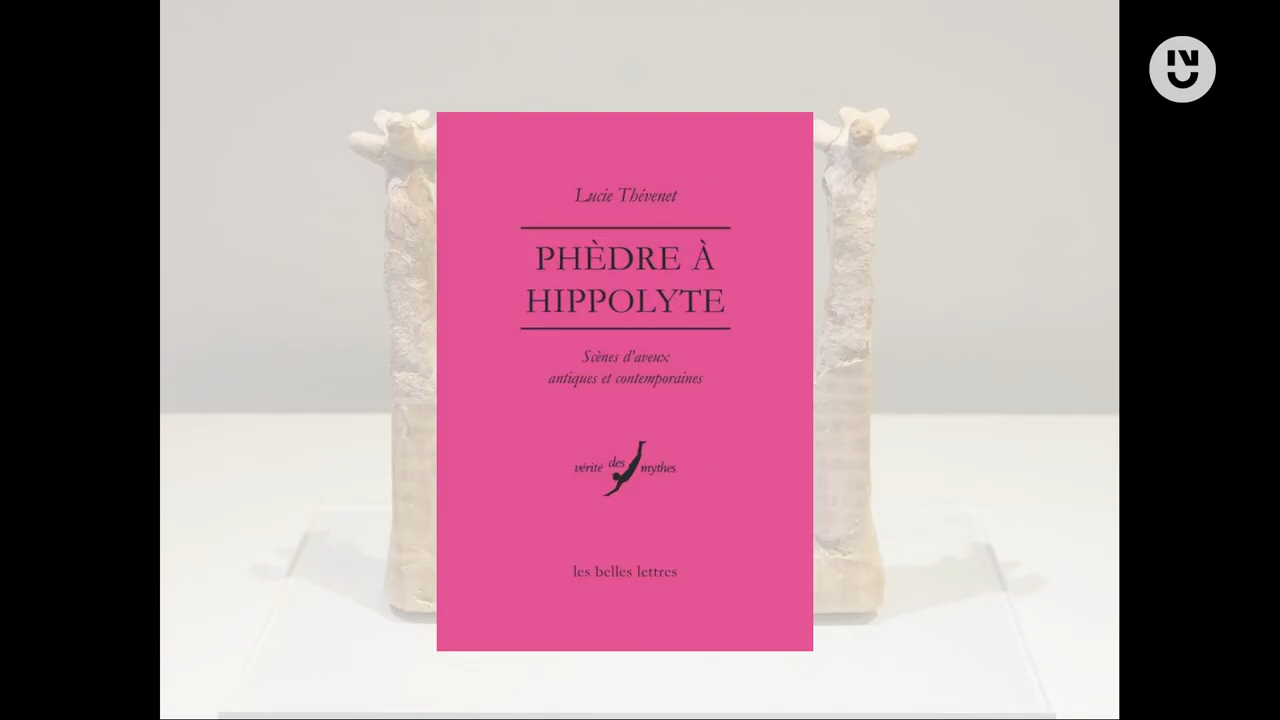 Lucie Thévenet
PHÈDRE À
HIPPOLYTE
Scènes d'aveux
antiques et contemporaines
vérité des mythes
les belles lettres